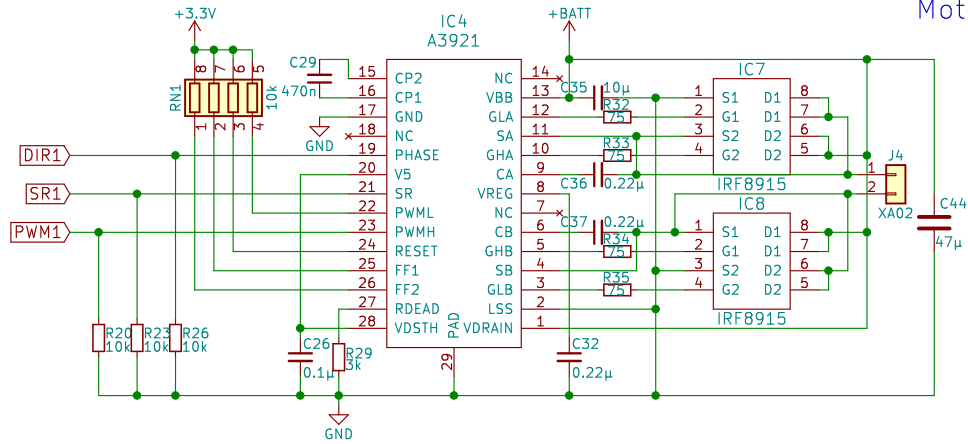 Mot
+3.3V
IC4
A3921
+BATT
8 7 6 5
RN1
10k
1 2 3 4
C29
470n
GND
DIR1
SR1
PWM1
15 CP2
16 CP1
17 GND
18 NC
19 PHASE
20 V5
21 SR
22 PWML
23 PWMH
24 RESET
25 FF1
26 FF2
27 RDEAD
28 VDSTH
PAD
29
NC 14
VBB 13
GLA 12
SA 11
GHA 10
CA 9
VREG 8
NC 7
CB 6
GHB 5
SB 4
GLB 3
LSS 2
VDRAIN 1
C35
10µ
R32
75
R33
75
C36
0.22µ
C37
0.22µ
R34
75
R35
75
IC7
1 S1 D1 8
2 G1 D1 7
3 S2 D2 6
4 G2 D2 5
IRF8915
IC8
1 S1 D1 8
2 G1 D1 7
3 S2 D2 6
4 G2 D2 5
IRF8915
J4
1
2
XA02
C44
47µ
R20
10k
R23
10k
R26
10k
C26
0.1µ
R29
3k
C32
0.22µ
GND